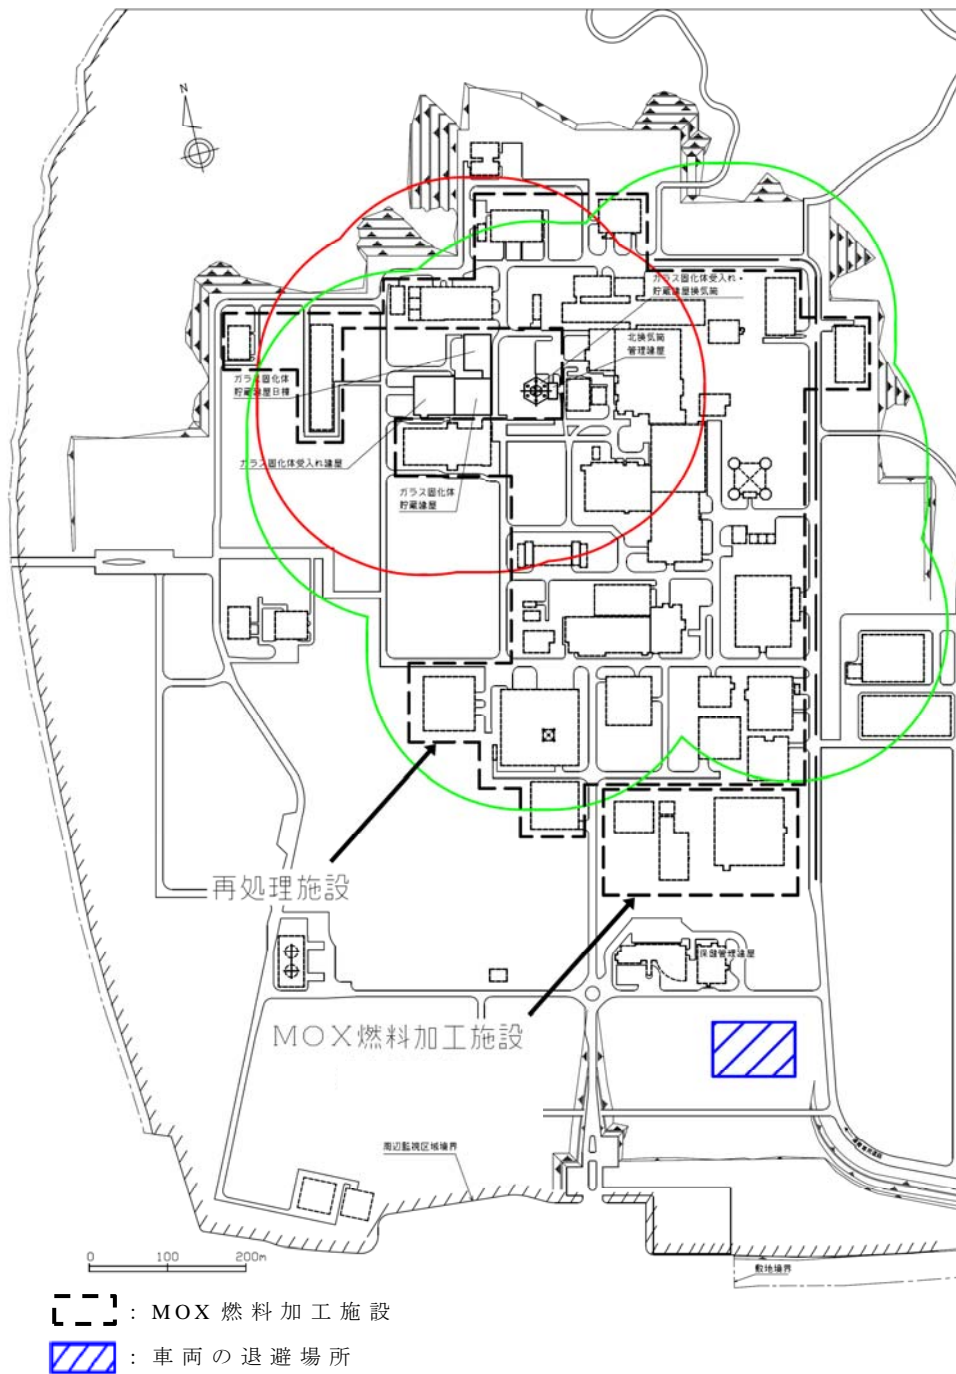 N
ガラス固化体受入れ・
貯蔵建屋換気筒
北換気筒
管理建屋
ガラス固化体
貯蔵建屋B棟
ガラス固化体受入れ建屋
ガラス固化体
貯蔵建屋
再処理施設
保健管理建屋
MOX燃料加工施設
周辺監視区域境界
0 100 200m
敷地境界
: MOX燃料加工施設
: 車両の退避場所